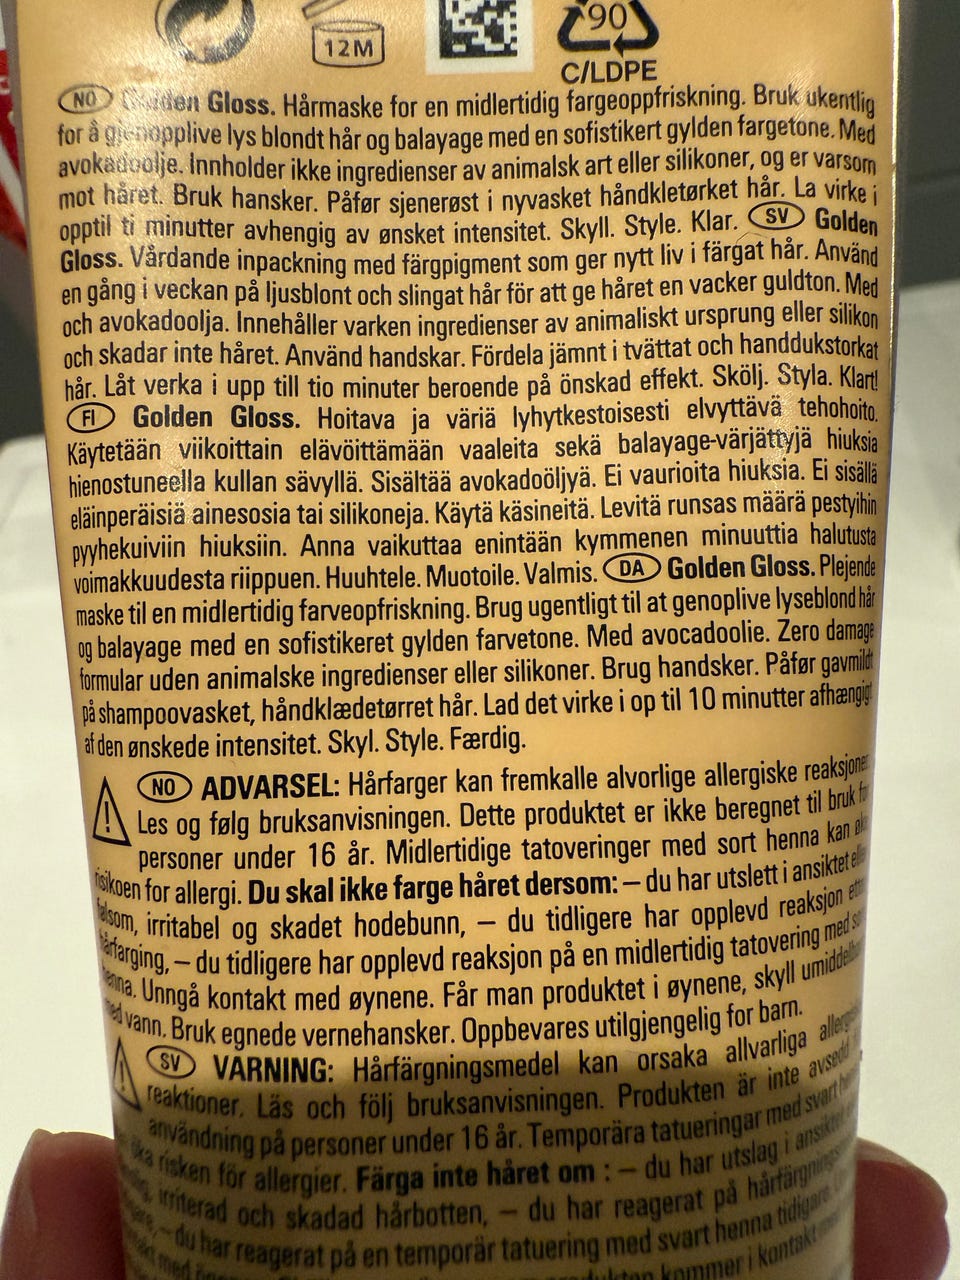 12M
90
C/LDPE
NO Golden Gloss. Hårmaske for en midlertidig fargeoppfriskning. Bruk ukentlig
for å gjenopplive lys blondt hår og balayage med en sofistikert gylden fargetone. Med
avokadoolje. Innholder ikke ingredienser av animalsk art eller silikoner, og er varsom
mot håret. Bruk hansker. Påfør sjenerøst i nyvasket håndkletørket hår. La virke i
opptil ti minutter avhengig av ønsket intensitet. Skyll. Style. Klar. SV Golden
Gloss. Vårdande inpackning med färgpigment som ger nytt liv i färgat hår. Använd
en gång i veckan på ljusblont och slingat hår för att ge håret en vacker guldton. Med
och avokadoolja. Innehåller varken ingredienser av animaliskt ursprung eller silikon
och skadar inte håret. Använd handskar. Fördela jämnt i tvättat och handdukstorkat
hår. Låt verka i upp till tio minuter beroende på önskad effekt. Skölj. Styla. Klart!
FI Golden Gloss. Hoitava ja väriä lyhytkestoisesti elvyttävä tehohoito.
Käytetään viikoittain elävöittämään vaaleita sekä balayage-värjättyjä hiuksia
hienostuneella kullan sävyllä. Sisältää avokadoöljyä. Ei vaurioita hiuksia. Ei sisällä
eläinperäisiä ainesosia tai silikoneja. Käytä käsineitä. Levitä runsas määrä pestyihin
pyyhekuiviin hiuksiin. Anna vaikuttaa enintään kymmenen minuuttia halutusta
voimakkuudesta riippuen. Huuhtele. Muotoile. Valmis. DA Golden Gloss. Plejende
maske til en midlertidig farveopfriskning. Brug ugentligt til at genoplive lyseblond hår
og balayage med en sofistikeret gylden farvetone. Med avocadoolie. Zero damage
formular uden animalske ingredienser eller silikoner. Brug handsker. Påfør gavmildt
på shampoovasket, håndklædetørret hår. Lad det virke i op til 10 minutter afhængigt
af den ønskede intensitet. Skyl. Style. Færdig.
NO ADVARSEL: Hårfarger kan fremkalle alvorlige allergiske reaksjoner.
Les og følg bruksanvisningen. Dette produktet er ikke beregnet til bruk for
personer under 16 år. Midlertidige tatoveringer med sort henna kan øke
risikoen for allergi. Du skal ikke farge håret dersom: – du har utslett i ansiktet eller
følsom, irritabel og skadet hodebunn, – du tidligere har opplevd reaksjon etter
hårfarging, – du tidligere har opplevd reaksjon på en midlertidig tatovering med
henna. Unngå kontakt med øynene. Får man produktet i øynene, skyll umiddelbart
med vann. Bruk egnede vernehansker. Oppbevares utilgjengelig for barn.
SV VARNING: Hårfärgningsmedel kan orsaka allvarliga
reaktioner. Läs och följ bruksanvisningen. Produkten är inte avsedd
användning på personer under 16 år. Temporära tatueringar med svart
öka risken för allergier. Färga inte håret om : – du har utslag i ansiktet
irriterad och skadad hårbotten, – du har reagerat på hårfärgning
– du har reagerat på en temporär tatuering med svart henna tidigare.
kommer i kontakt